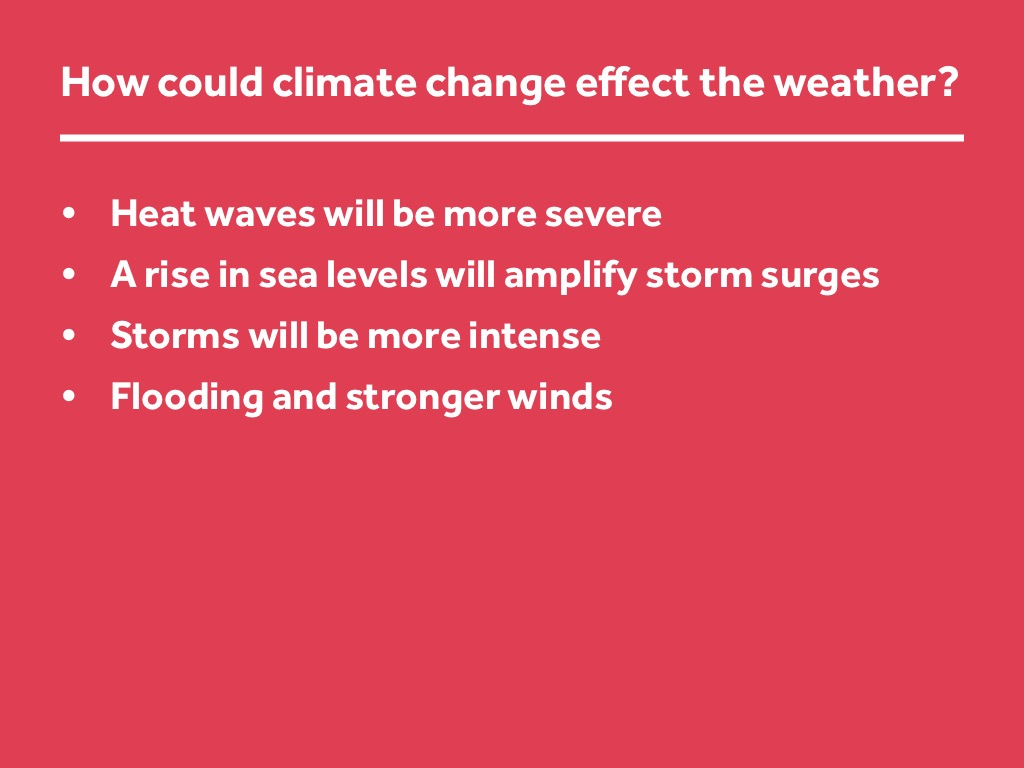 How could climate change effect the weather?
• Heat waves will be more severe
• A rise in sea levels will amplify storm surges
• Storms will be more intense
• Flooding and stronger winds